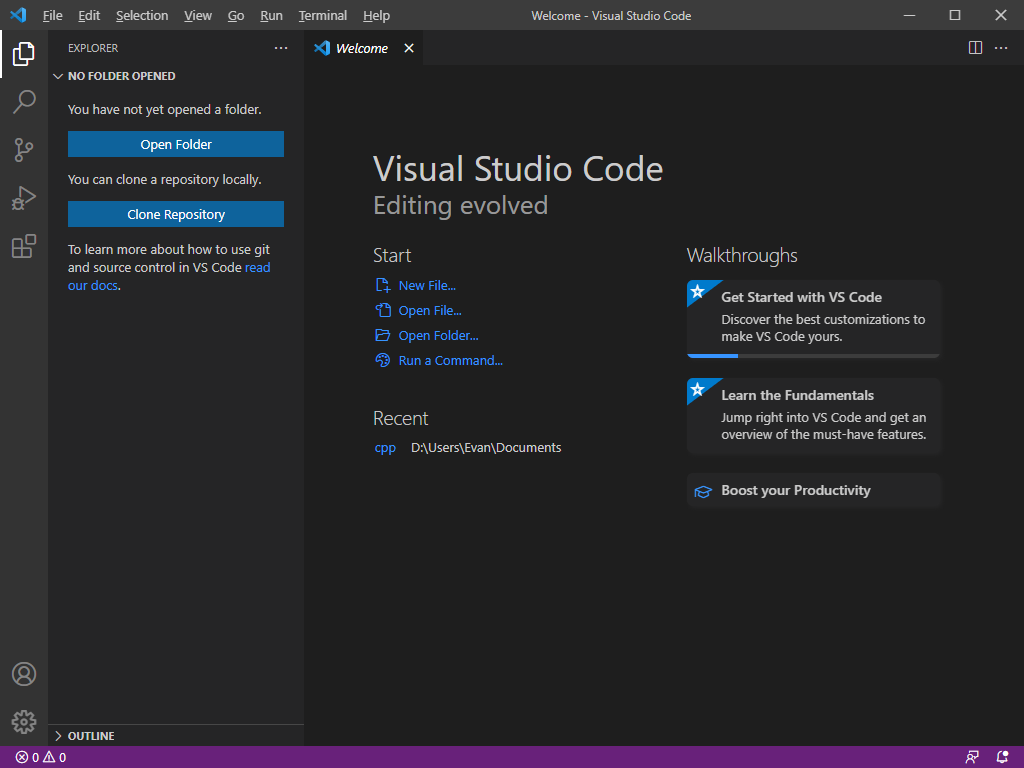 File Edit Selection View Go Run Terminal Help
Welcome - Visual Studio Code
EXPLORER
NO FOLDER OPENED
You have not yet opened a folder.
Open Folder
You can clone a repository locally.
Clone Repository
To learn more about how to use git
and source control in VS Code read
our docs.
OUTLINE
Welcome
Visual Studio Code
Editing evolved
Start
New File...
Open File...
Open Folder...
Run a Command...
Recent
cpp D:\Users\Evan\Documents
Walkthroughs
Get Started with VS Code
Discover the best customizations to
make VS Code yours.
Learn the Fundamentals
Jump right into VS Code and get an
overview of the must-have features.
Boost your Productivity
0 0